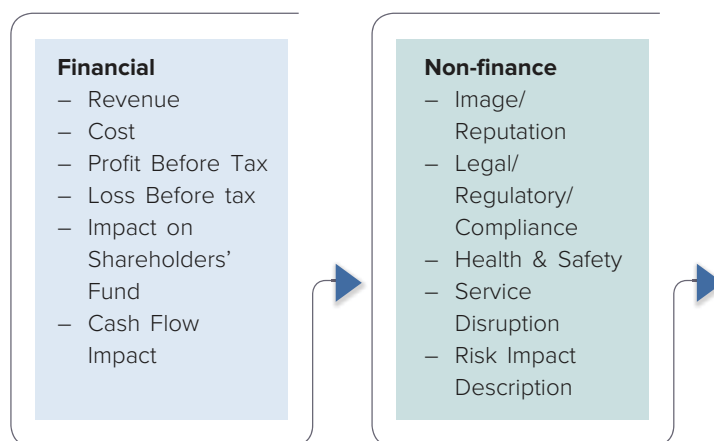 Financial
– Revenue
– Cost
– Profit Before Tax
– Loss Before tax
– Impact on
Shareholders’
Fund
– Cash Flow
Impact
Non-finance
– Image/
Reputation
– Legal/
Regulatory/
Compliance
– Health & Safety
– Service
Disruption
– Risk Impact
Description